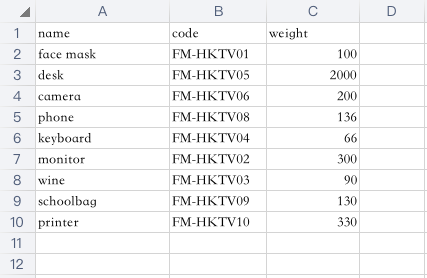 A B C D
1 name code weight
2 face mask FM-HKTV01 100
3 desk FM-HKTV05 2000
4 camera FM-HKTV06 200
5 phone FM-HKTV08 136
6 keyboard FM-HKTV04 66
7 monitor FM-HKTV02 300
8 wine FM-HKTV03 90
9 schoolbag FM-HKTV09 130
10 printer FM-HKTV10 330
11
12